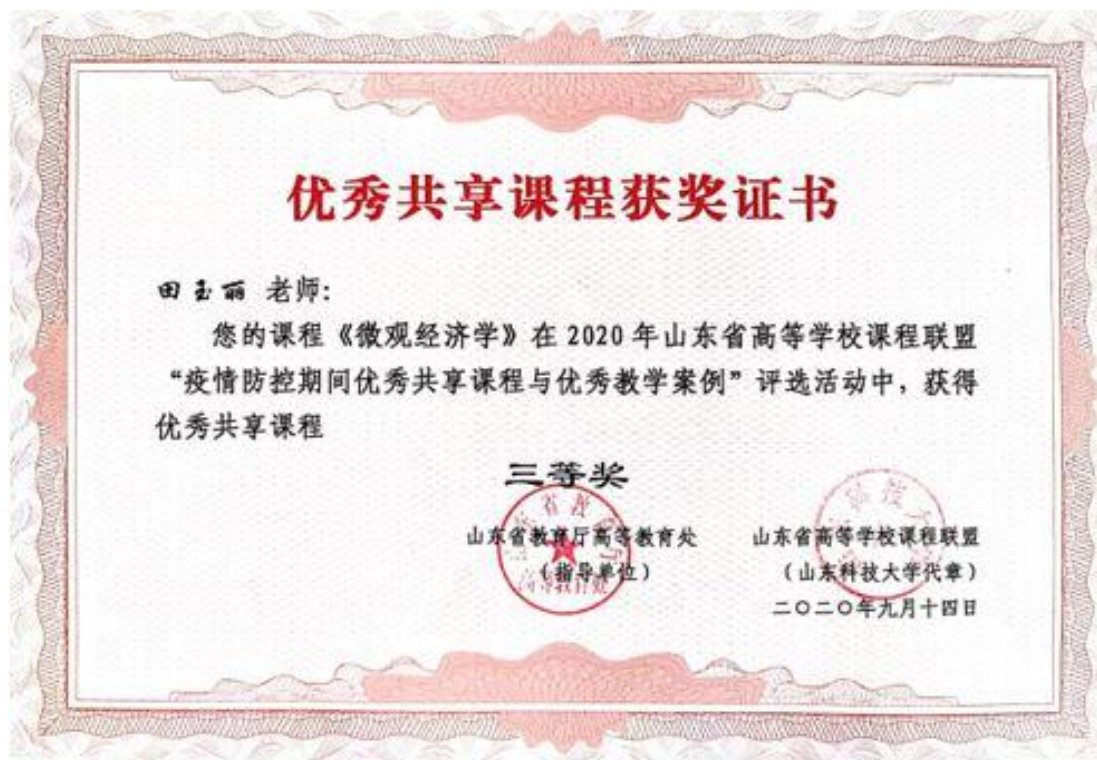 优秀共享课程获奖证书
田玉丽 老师:
您的课程《微观经济学》在 2020 年山东省高等学校课程联盟
“疫情防控期间优秀共享课程与优秀教学案例”评选活动中，获得
优秀共享课程
三等奖
山东省教育厅高等教育处 山东省高等学校课程联盟
（指导单位） （山东科技大学代章）
二〇二〇年九月十四日